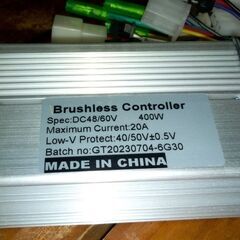 Brushless Controller
Spec:DC48/60V 400W
Maximum Current:20A
Low-V Protect:40/50V±0.5V
Batch no:GT20230704-6G30
MADE IN CHINA